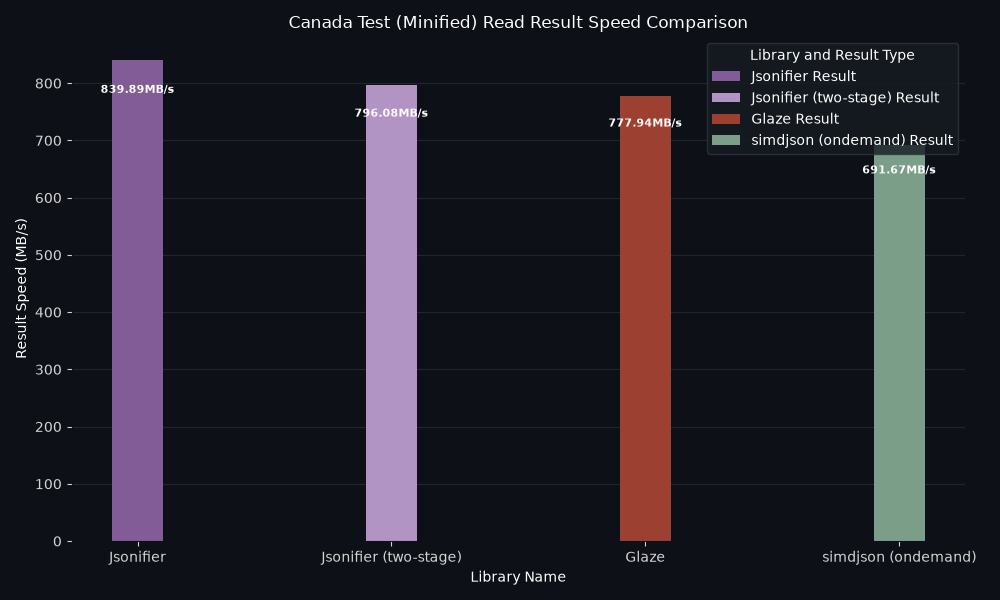 Canada Test (Minified) Read Result Speed Comparison
Library and Result Type
Jsonifier Result
Jsonifier (two-stage) Result
Glaze Result
simdjson (ondemand) Result
839.89MB/s
796.08MB/s
777.94MB/s
691.67MB/s
Result Speed (MB/s)
800
700
600
500
400
300
200
100
0
Jsonifier
Jsonifier (two-stage)
Glaze
simdjson (ondemand)
Library Name